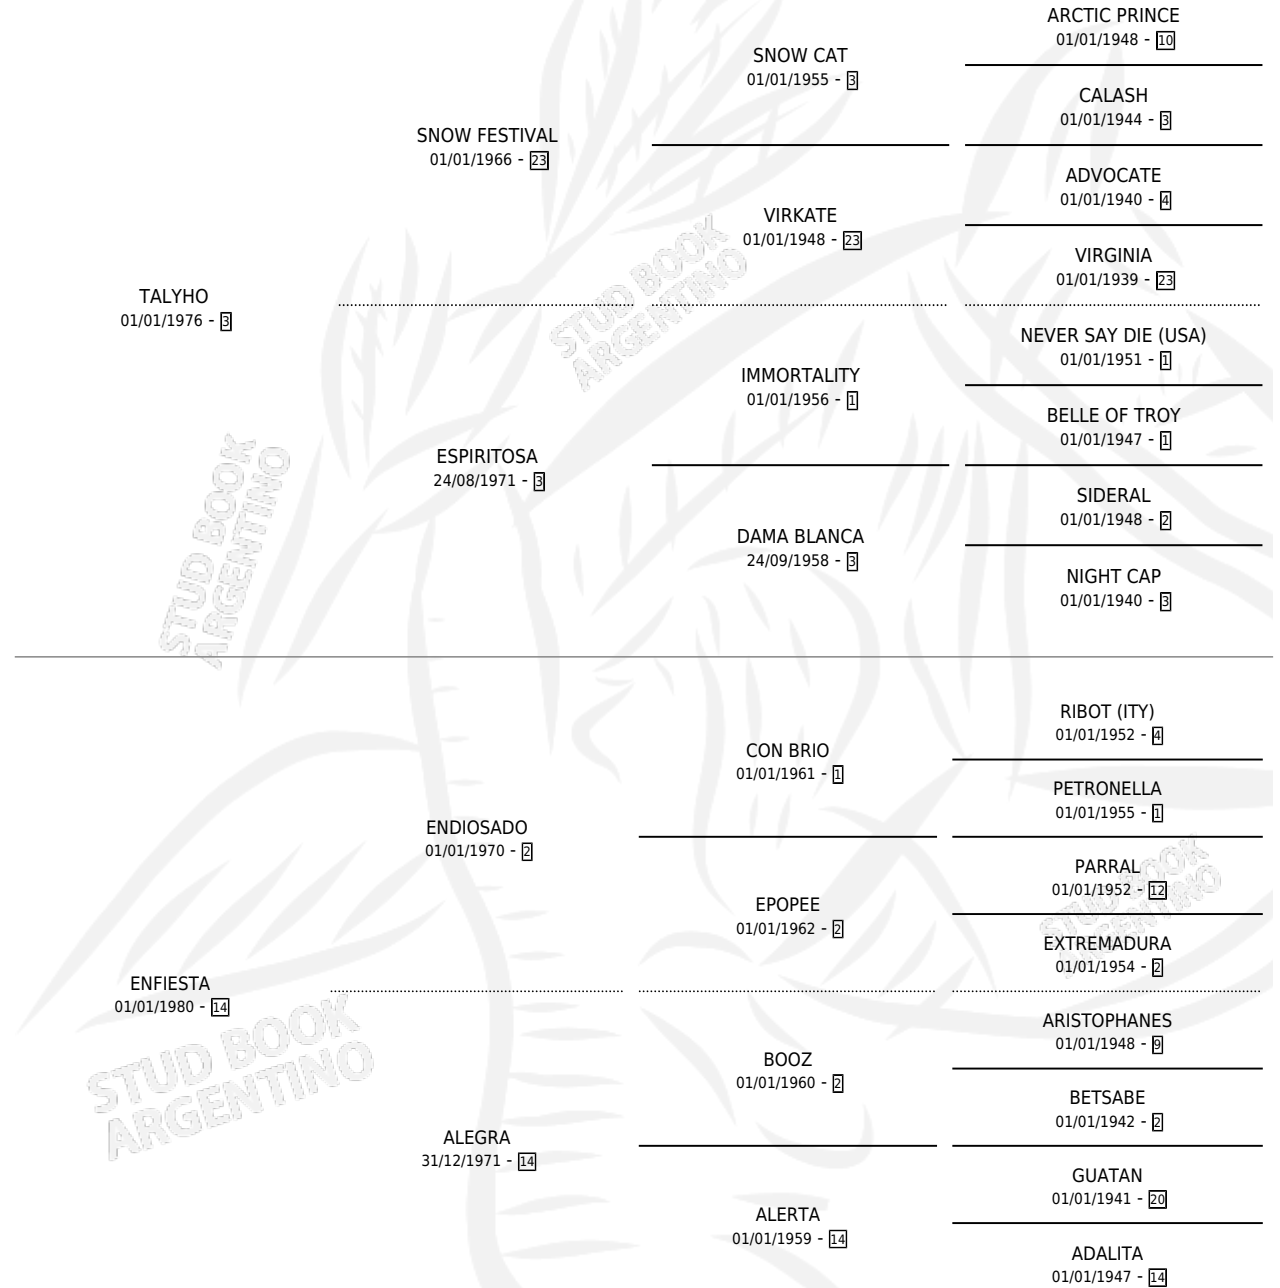 ARCTIC PRINCE
01/01/1948 - 10
SNOW CAT
01/01/1955 - 3
CALASH
01/01/1944 - 3
SNOW FESTIVAL
01/01/1966 - 23
ADVOCATE
01/01/1940 - 4
VIRKATE
01/01/1948 - 23
VIRGINIA
01/01/1939 - 23
TALYHO
01/01/1976 - 3
NEVER SAY DIE (USA)
01/01/1951 - 1
IMMORTALITY
01/01/1956 - 1
BELLE OF TROY
01/01/1947 - 1
ESPIRITOSA
24/08/1971 - 3
SIDERAL
01/01/1948 - 2
DAMA BLANCA
24/09/1958 - 3
NIGHT CAP
01/01/1940 - 3
RIBOT (ITY)
01/01/1952 - 4
CON BRIO
01/01/1961 - 1
PETRONELLA
01/01/1955 - 1
ENDIOSADO
01/01/1970 - 2
PARRAL
01/01/1952 - 12
EPOPEE
01/01/1962 - 2
EXTREMADURA
01/01/1954 - 2
ENFIESTA
01/01/1980 - 14
ARISTOPHANES
01/01/1948 - 9
BOOZ
01/01/1960 - 2
BETSABE
01/01/1942 - 2
ALEGRA
31/12/1971 - 14
GUATAN
01/01/1941 - 20
ALERTA
01/01/1959 - 14
ADALITA
01/01/1947 - 14
STUD BOOK
ARGENTINO
STUD BOOK
ARGENTINO
STUD BOOK
ARGENTINO
STUD BOOK
ARGENTINO